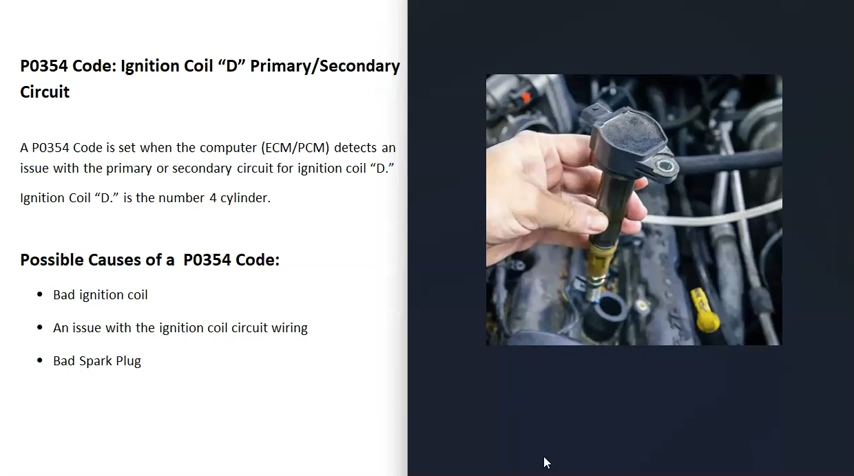 P0354 Code: Ignition Coil “D” Primary/Secondary
Circuit
A P0354 Code is set when the computer (ECM/PCM) detects an
issue with the primary or secondary circuit for ignition coil “D.”
Ignition Coil “D.” is the number 4 cylinder.
Possible Causes of a  P0354 Code:
• Bad ignition coil
• An issue with the ignition coil circuit wiring
• Bad Spark Plug